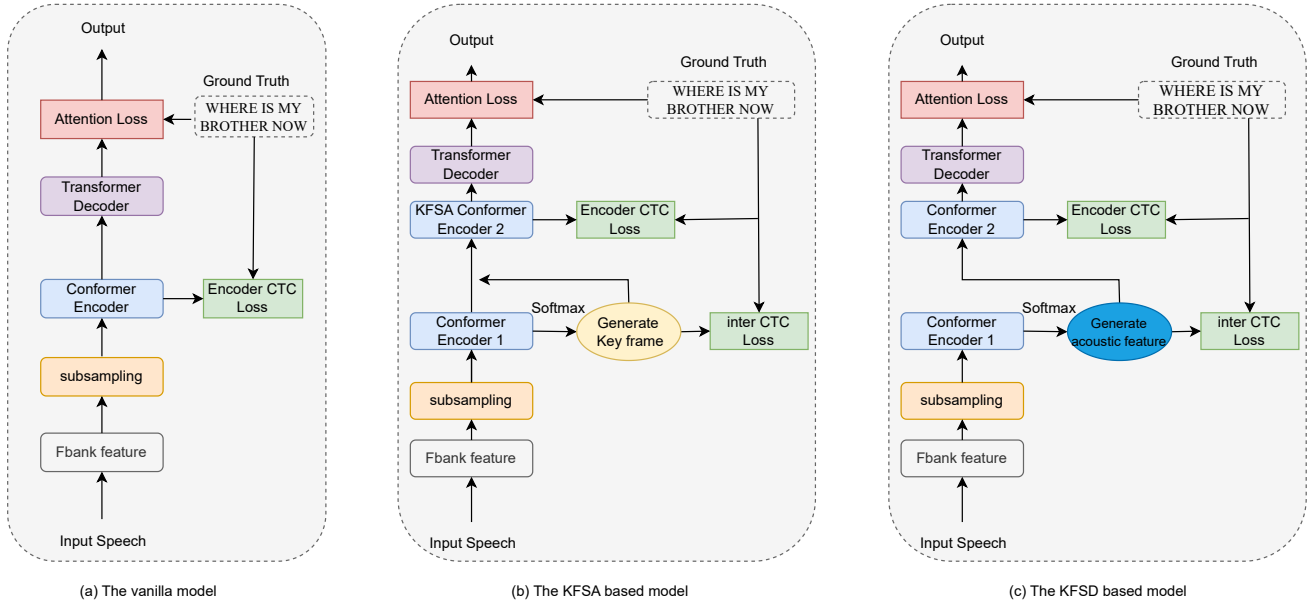 Output
Ground Truth
WHERE IS MY
BROTHER NOW
Attention Loss
Transformer
Decoder
Conformer
Encoder
Encoder CTC
Loss
subsampling
Fbank feature
Input Speech
(a) The vanilla model
Output
Ground Truth
WHERE IS MY
BROTHER NOW
Attention Loss
Transformer
Decoder
KFSA Conformer
Encoder 2
Encoder CTC
Loss
Softmax
Conformer
Encoder 1
Generate
Key frame
inter CTC
Loss
subsampling
Fbank feature
Input Speech
(b) The KFSA based model
Output
Ground Truth
WHERE IS MY
BROTHER NOW
Attention Loss
Transformer
Decoder
Conformer
Encoder 2
Encoder CTC
Loss
Softmax
Conformer
Encoder 1
Generate
acoustic feature
inter CTC
Loss
subsampling
Fbank feature
Input Speech
(c) The KFSD based model